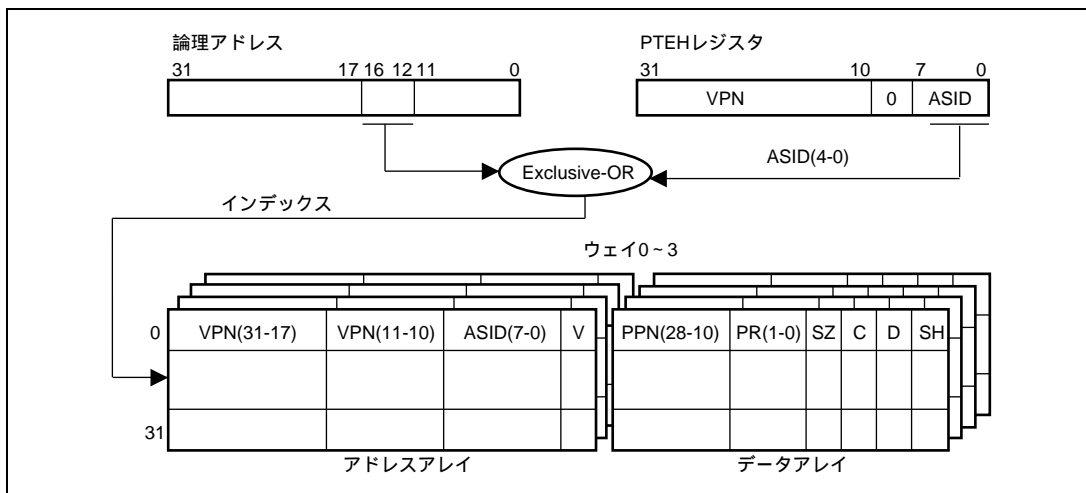 論理アドレス
PTEHレジスタ
31 17 16 12 11 0
31 10 7 0
VPN 0 ASID
ASID(4-0)
Exclusive-OR
インデックス
ウェイ0~3
0 VPN(31-17) VPN(11-10) ASID(7-0) V PPN(28-10) PR(1-0) SZ C D SH
31
アドレスアレイ
データアレイ